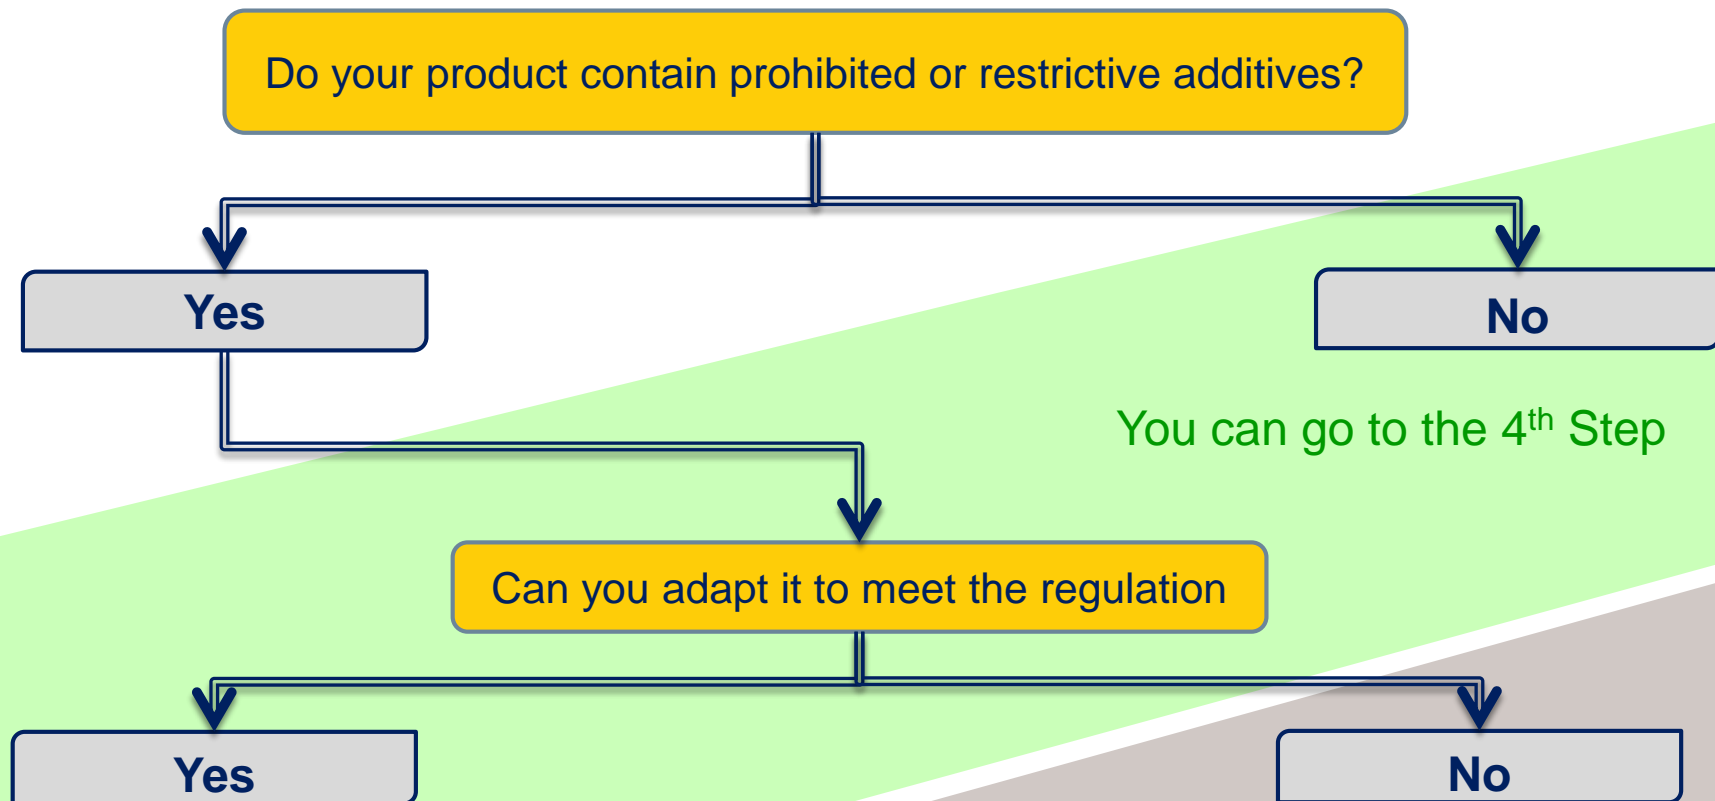 Do your product contain prohibited or restrictive additives?
Yes
No
You can go to the 4th Step
Can you adapt it to meet the regulation
Yes
No